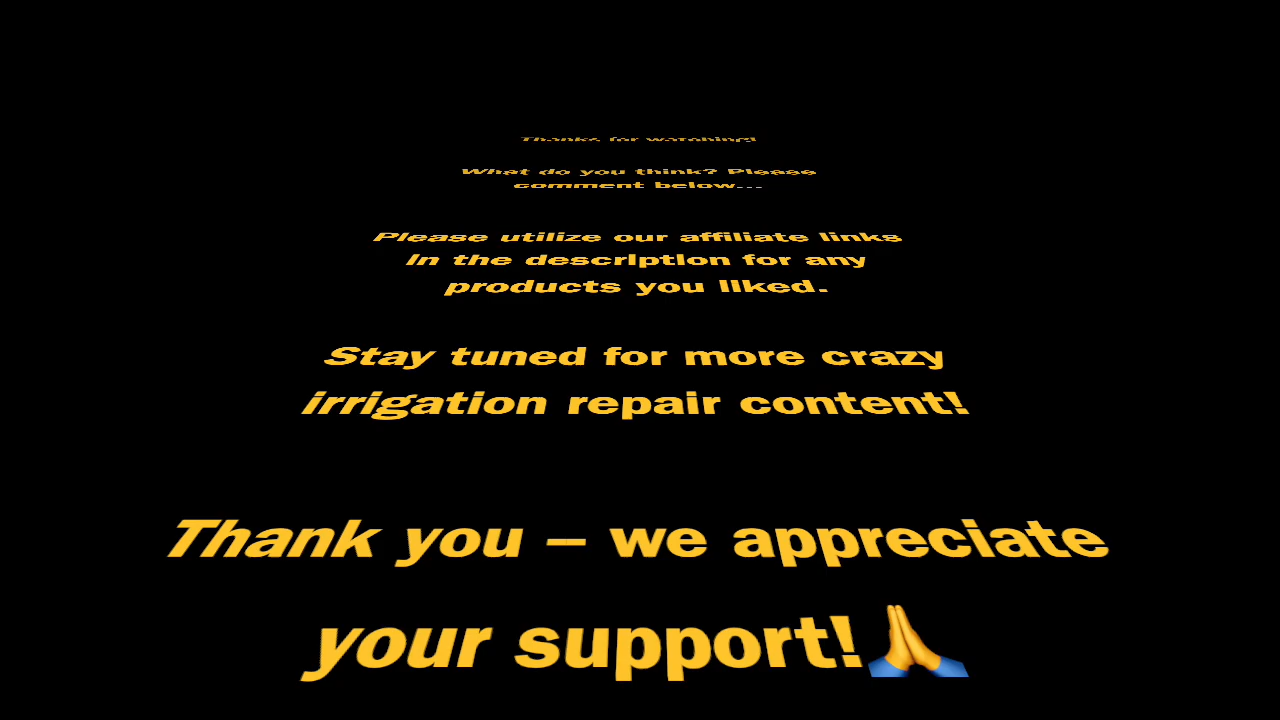 Thanks for watching!
What do you think? Please
comment below...
Please utilize our affiliate links
in the description for any
products you liked.
Stay tuned for more crazy
irrigation repair content!
Thank you – we appreciate
your support!🙏